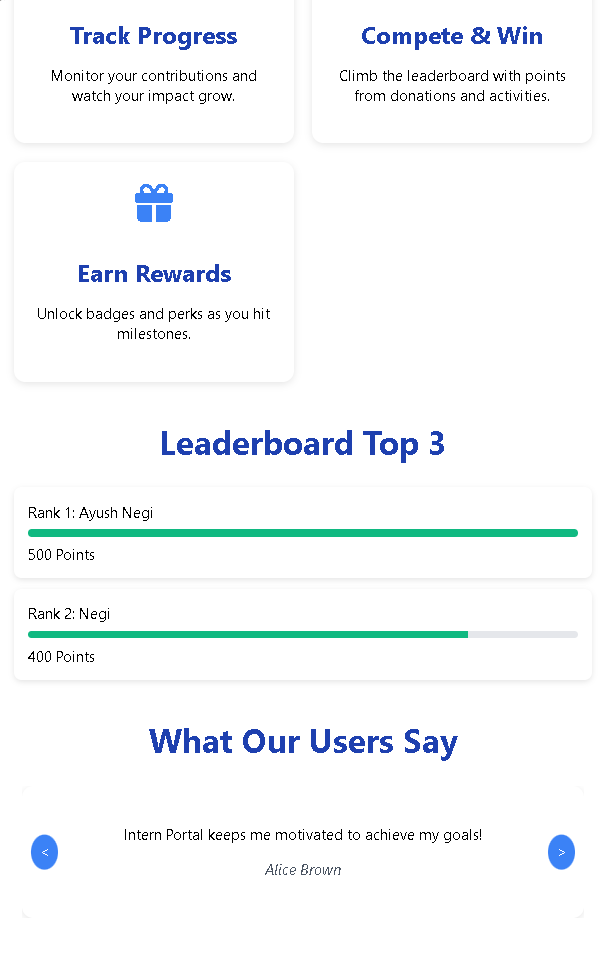 Track Progress
Monitor your contributions and
watch your impact grow.
Compete & Win
Climb the leaderboard with points
from donations and activities.
Earn Rewards
Unlock badges and perks as you hit
milestones.
Leaderboard Top 3
Rank 1: Ayush Negi
500 Points
Rank 2: Negi
400 Points
What Our Users Say
<
Intern Portal keeps me motivated to achieve my goals!
Alice Brown
>